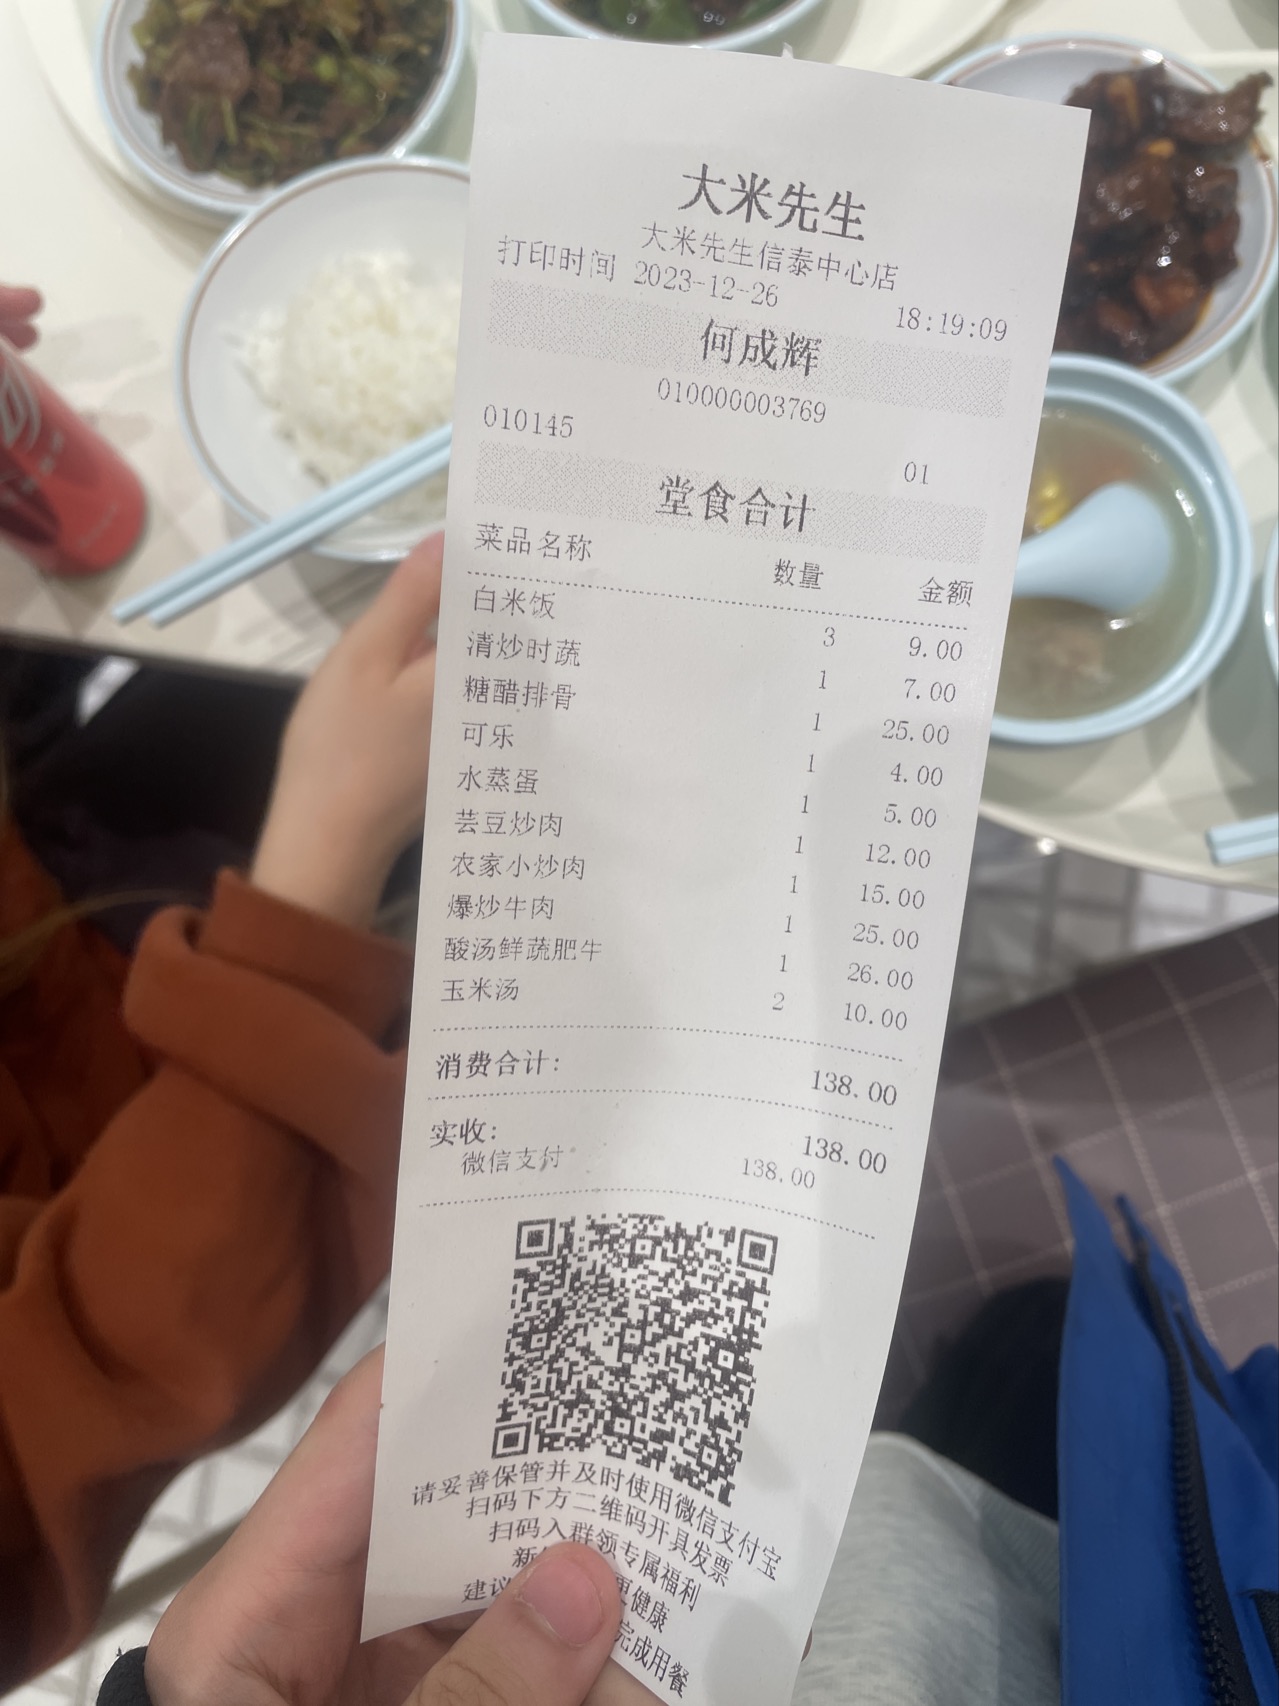 大米先生
大米先生信泰中心店
打印时间 2023-12-26 18:19:09
何成辉
010000003769
010145 01
堂食合计
菜品名称 数量 金额
白米饭 3 9.00
清炒时蔬 1 7.00
糖醋排骨 1 25.00
可乐 1 4.00
水蒸蛋 1 5.00
芸豆炒肉 1 12.00
农家小炒肉 1 15.00
爆炒牛肉 1 25.00
酸汤鲜蔬肥牛 1 26.00
玉米汤 2 10.00
消费合计: 138.00
实收: 138.00
微信支付 138.00
请妥善保管并及时使用微信支付宝
扫码下方二维码开具发票
扫码入群领专属福利
新 更健康
建议 完成用餐